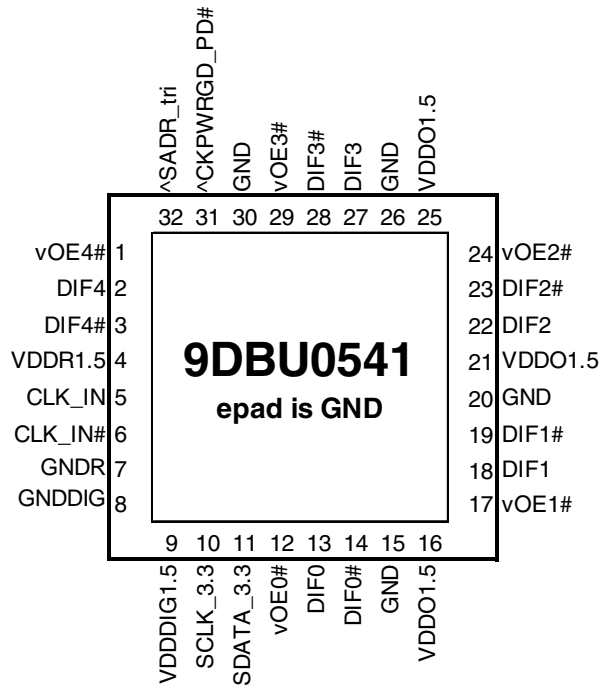 ^SADR_tri
^CKPWRGD_PD#
GND
vOE3#
DIF3#
DIF3
GND
VDDO1.5
32 31 30 29 28 27 26 25
vOE4# 1
DIF4 2
DIF4# 3
VDDR1.5 4
CLK_IN 5
CLK_IN# 6
GNDR 7
GNDDIG 8
9DBU0541
epad is GND
24 vOE2#
23 DIF2#
22 DIF2
21 VDDO1.5
20 GND
19 DIF1#
18 DIF1
17 vOE1#
9 10 11 12 13 14 15 16
VDDDIG1.5
SCLK_3.3
SDATA_3.3
vOE0#
DIF0
DIF0#
GND
VDDO1.5